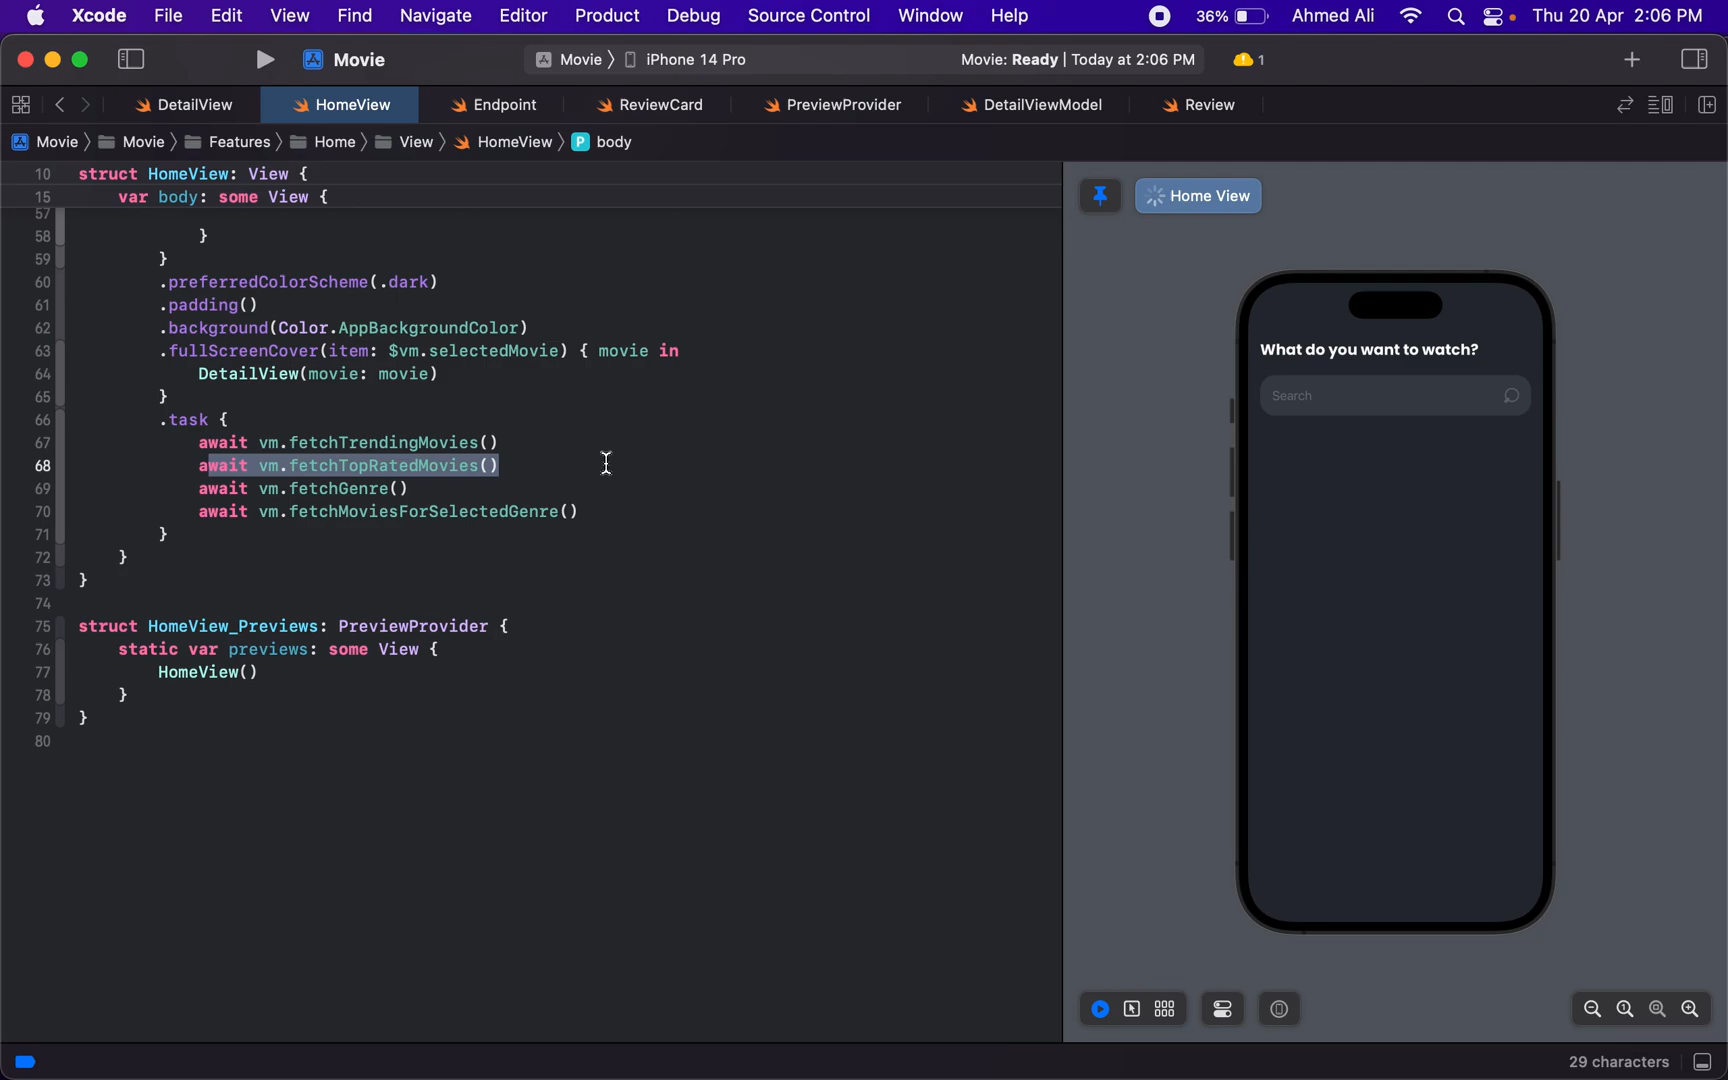 Xcode File Edit View Find Navigate Editor Product Debug Source Control Window Help 36% Ahmed Ali Thu 20 Apr 2:06 PM
Movie Movie iPhone 14 Pro Movie: Ready | Today at 2:06 PM 1
DetailView HomeView Endpoint ReviewCard PreviewProvider DetailViewModel Review
Movie Movie Features Home View HomeView P body
10 struct HomeView: View {
15 var body: some View {
57
58 }
59 }
60 .preferredColorScheme(.dark)
61 .padding()
62 .background(Color.AppBackgroundColor)
63 .fullScreenCover(item: $vm.selectedMovie) { movie in
64 DetailView(movie: movie)
65 }
66 .task {
67 await vm.fetchTrendingMovies()
68 await vm.fetchTopRatedMovies()
69 await vm.fetchGenre()
70 await vm.fetchMoviesForSelectedGenre()
71 }
72 }
73 }
74
75 struct HomeView_Previews: PreviewProvider {
76 static var previews: some View {
77 HomeView()
78 }
79 }
80
Home View
What do you want to watch?
Search
29 characters